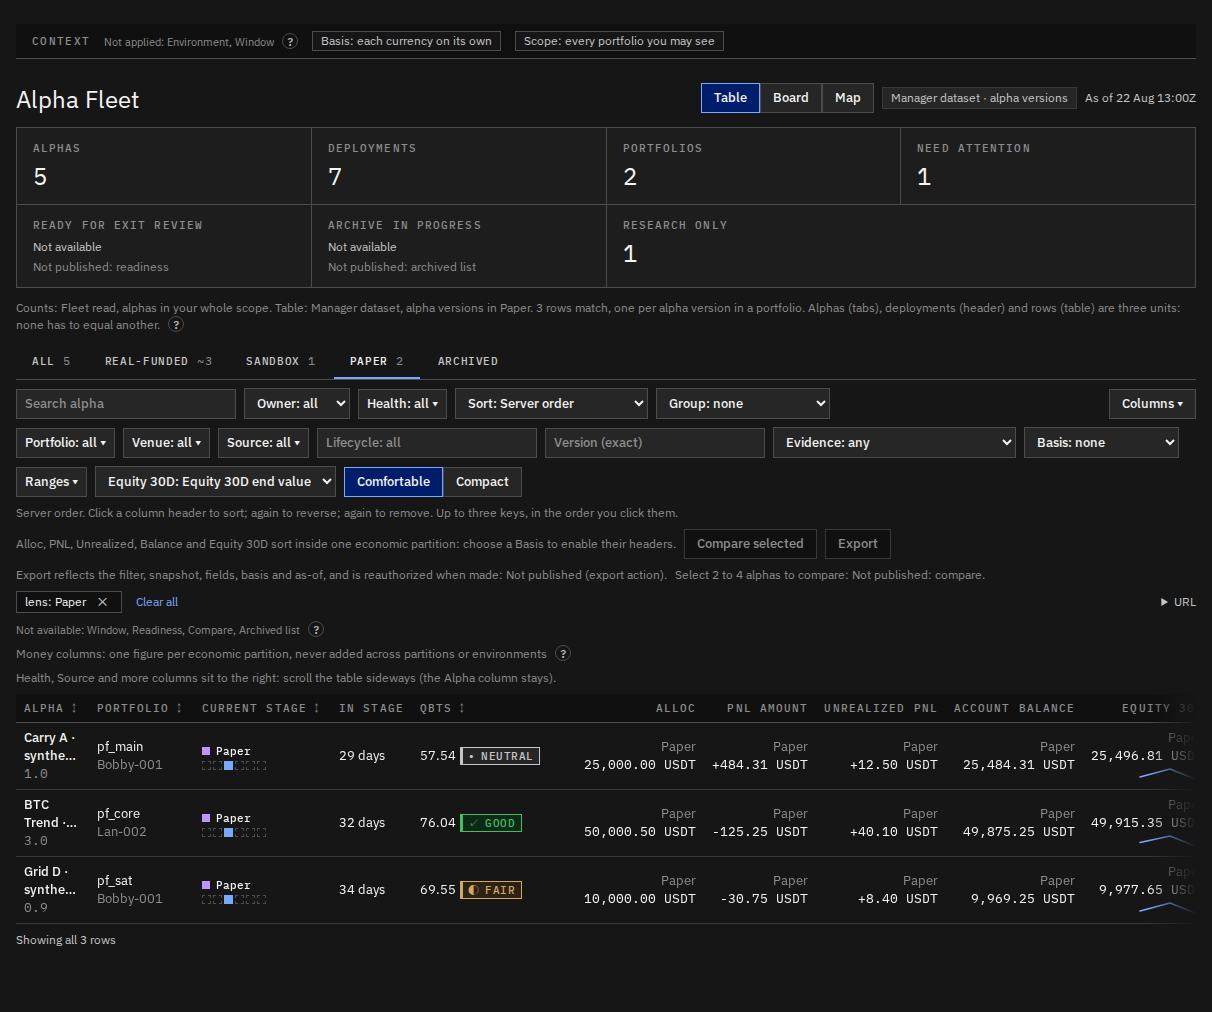 CONTEXT Not applied: Environment, Window ? Basis: each currency on its own Scope: every portfolio you may see
Alpha Fleet Table Board Map Manager dataset · alpha versions As of 22 Aug 13:00Z
ALPHAS DEPLOYMENTS PORTFOLIOS NEED ATTENTION
5 7 2 1
READY FOR EXIT REVIEW ARCHIVE IN PROGRESS RESEARCH ONLY
Not available Not available 1
Not published: readiness Not published: archived list
Counts: Fleet read, alphas in your whole scope. Table: Manager dataset, alpha versions in Paper. 3 rows match, one per alpha version in a portfolio. Alphas (tabs), deployments (header) and rows (table) are three units:
none has to equal another. ?
ALL 5 REAL-FUNDED ~3 SANDBOX 1 PAPER 2 ARCHIVED
Search alpha Owner: all Health: all ▾ Sort: Server order Group: none Columns ▾
Portfolio: all ▾ Venue: all ▾ Source: all ▾ Lifecycle: all Version (exact) Evidence: any Basis: none
Ranges ▾ Equity 30D: Equity 30D end value Comfortable Compact
Server order. Click a column header to sort; again to reverse; again to remove. Up to three keys, in the order you click them.
Alloc, PNL, Unrealized, Balance and Equity 30D sort inside one economic partition: choose a Basis to enable their headers. Compare selected Export
Export reflects the filter, snapshot, fields, basis and as-of, and is reauthorized when made: Not published (export action). Select 2 to 4 alphas to compare: Not published: compare.
lens: Paper × Clear all ▶ URL
Not available: Window, Readiness, Compare, Archived list ?
Money columns: one figure per economic partition, never added across partitions or environments ?
Health, Source and more columns sit to the right: scroll the table sideways (the Alpha column stays).
ALPHA ↕ PORTFOLIO ↕ CURRENT STAGE ↕ IN STAGE QBTS ↕ ALLOC PNL AMOUNT UNREALIZED PNL ACCOUNT BALANCE EQUITY 30
Carry A · pf_main Paper Paper Paper Paper Paper Pap
synthe... Bobby-001 29 days 57.54 • NEUTRAL 25,000.00 USDT +484.31 USDT +12.50 USDT 25,484.31 USDT 25,496.81 USD
1.0
BTC pf_core Paper Paper Paper Paper Paper Pap
Trend ·... Lan-002 32 days 76.04 ✓ GOOD 50,000.50 USDT -125.25 USDT +40.10 USDT 49,875.25 USDT 49,915.35 USD
3.0
Grid D · pf_sat Paper Paper Paper Paper Paper Pap
synthe... Bobby-001 34 days 69.55 ◐ FAIR 10,000.00 USDT -30.75 USDT +8.40 USDT 9,969.25 USDT 9,977.65 USD
0.9
Showing all 3 rows